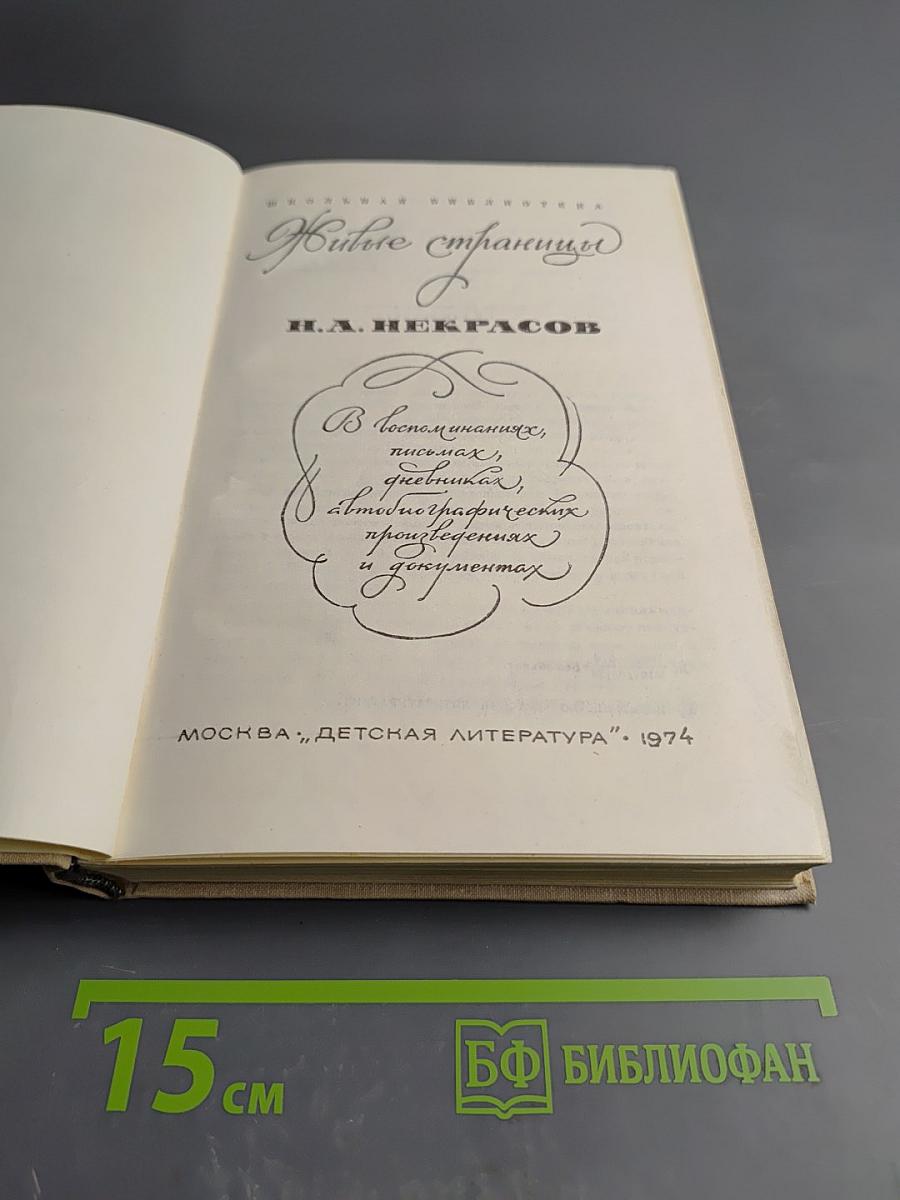 ШКОЛЬНАЯ БИБЛИОТЕКА
Живые страницы
Н.А.НЕКРАСОВ
В воспоминаниях,
письмах,
дневниках,
автобиографических
произведениях
и документах
МОСКВА·„ДЕТСКАЯ ЛИТЕРАТУРА"·1974
15 см
БФ БИБЛИОФАН